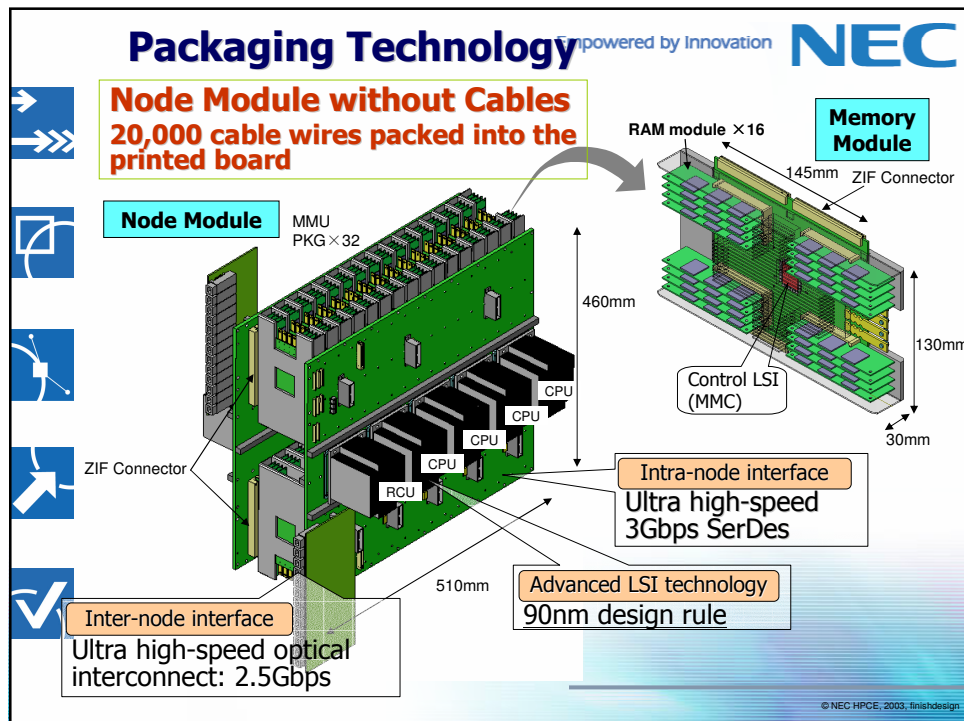 Packaging Technology
Empowered by Innovation
NEC
Node Module without Cables
20,000 cable wires packed into the
printed board
RAM module ×16
Memory
Module
145mm
ZIF Connector
Node Module
MMU
PKG×32
460mm
130mm
Control LSI
(MMC)
30mm
CPU
CPU
CPU
CPU
RCU
ZIF Connector
Intra-node interface
Ultra high-speed
3Gbps SerDes
510mm
Advanced LSI technology
90nm design rule
Inter-node interface
Ultra high-speed optical
interconnect: 2.5Gbps
© NEC HPCE, 2003, finishdesign